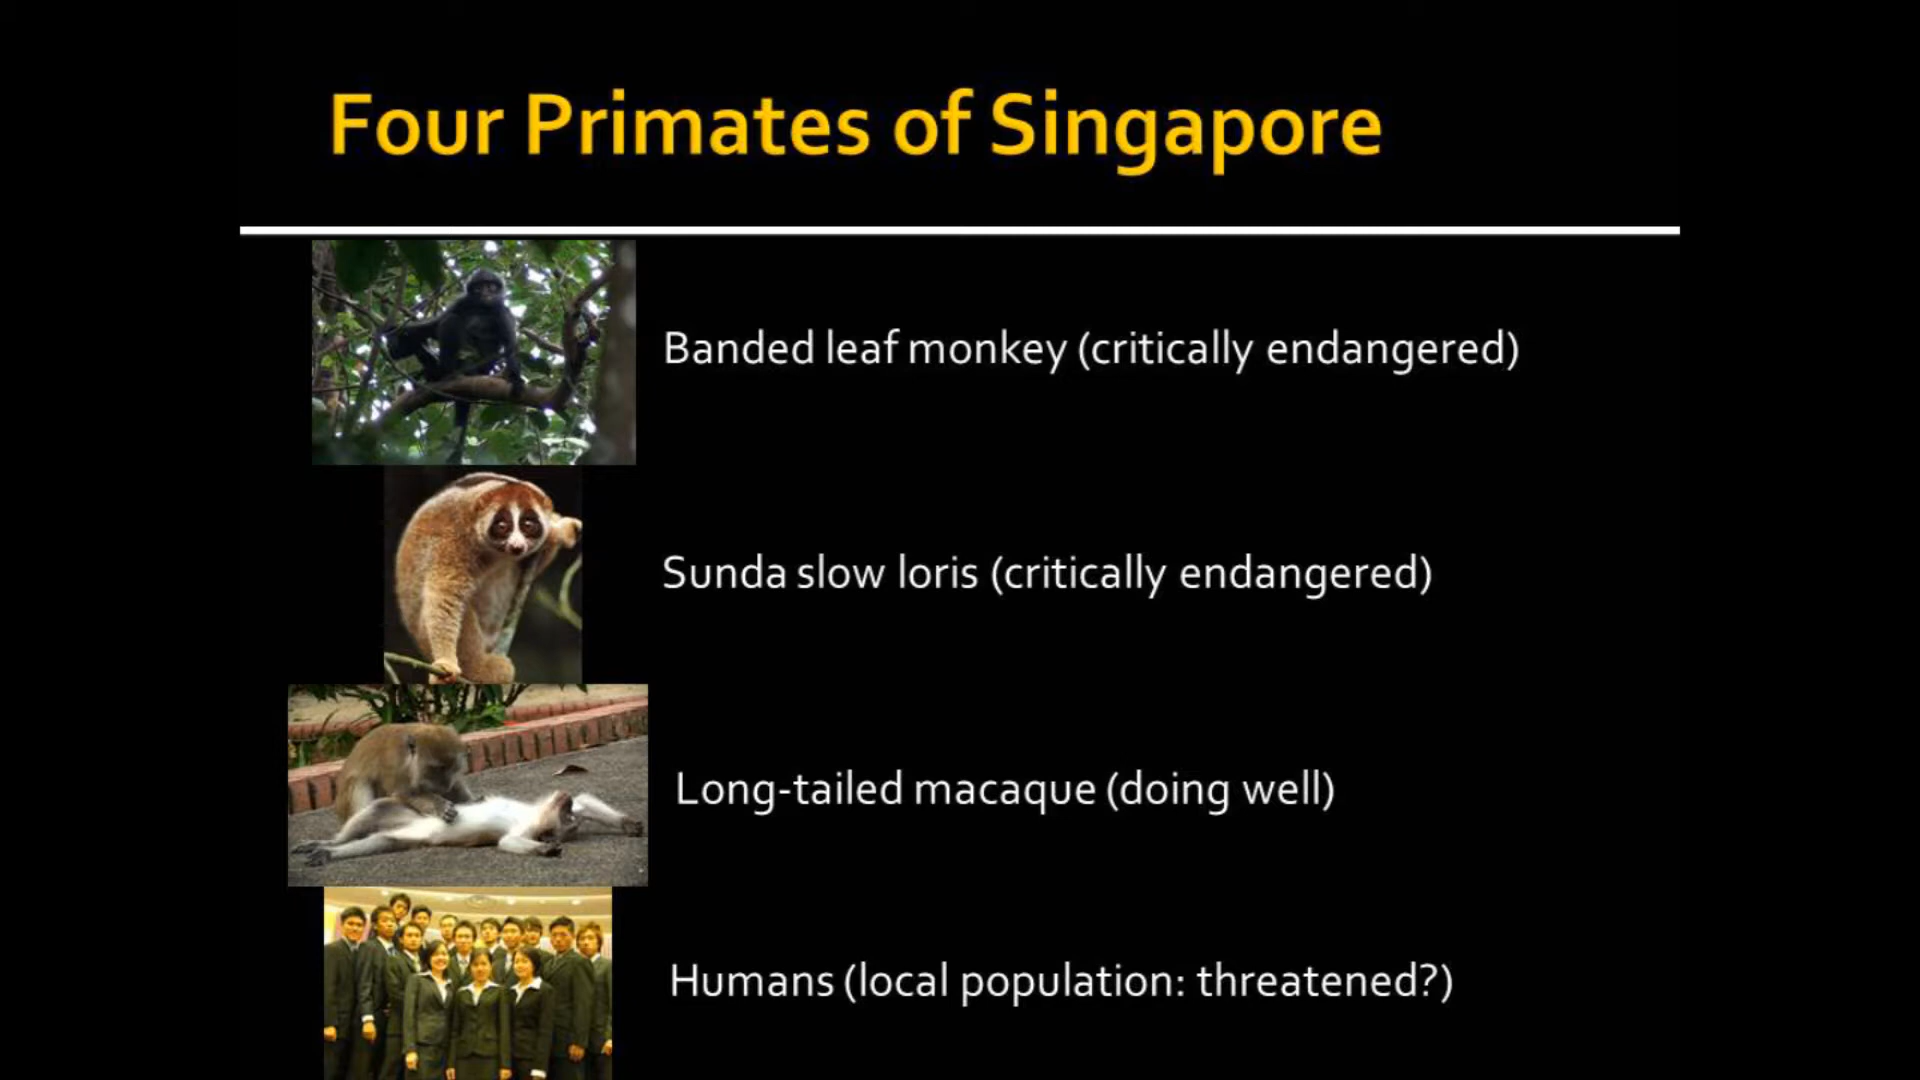 Four Primates of Singapore
Banded leaf monkey (critically endangered)
Sunda slow loris (critically endangered)
Long-tailed macaque (doing well)
Humans (local population: threatened?)